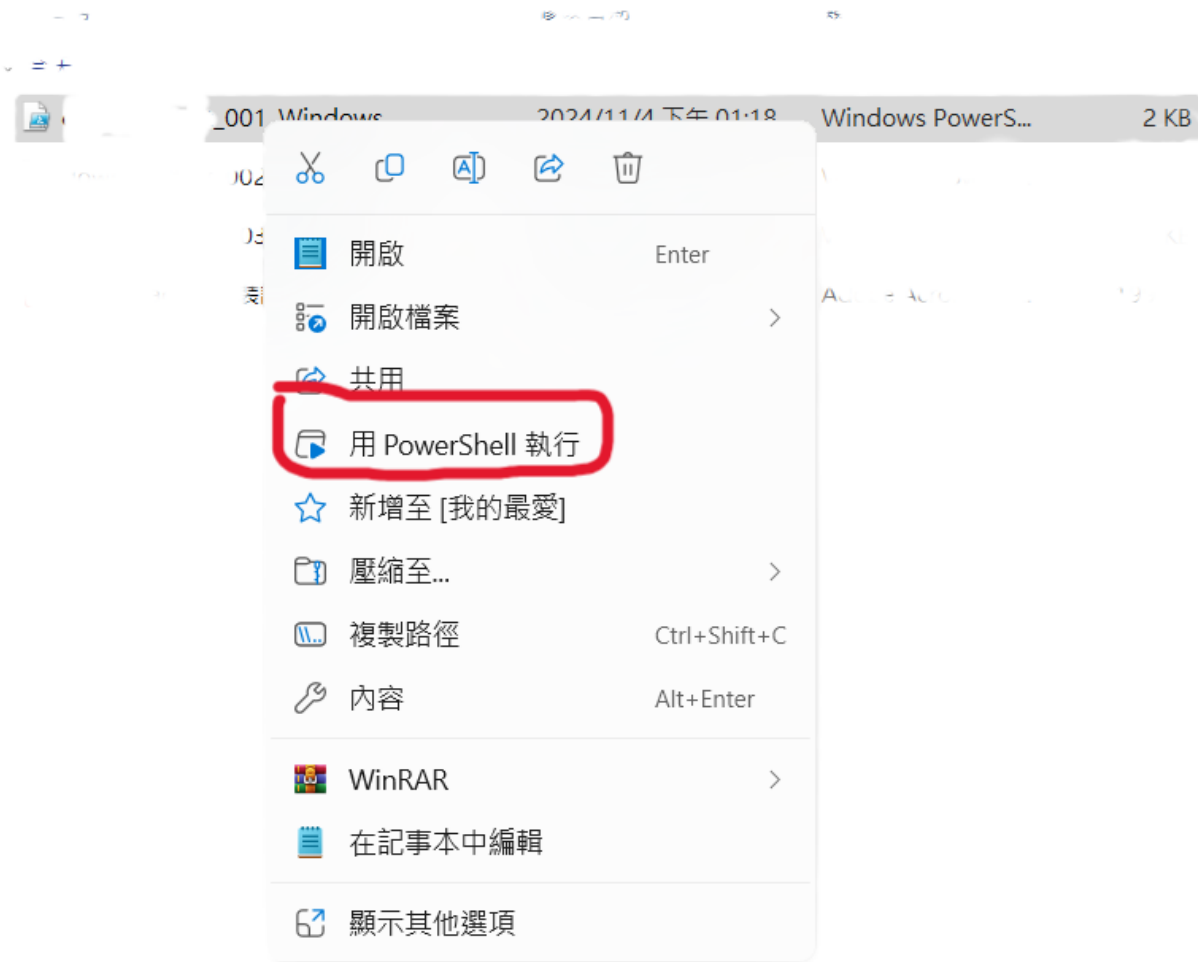 _001_Windows 2024/11/4 下午 01:18 Windows PowerS... 2 KB
開啟 Enter
開啟檔案
共用
用 PowerShell 執行
新增至 [我的最愛]
壓縮至...
複製路徑 Ctrl+Shift+C
內容 Alt+Enter
WinRAR
在記事本中編輯
顯示其他選項